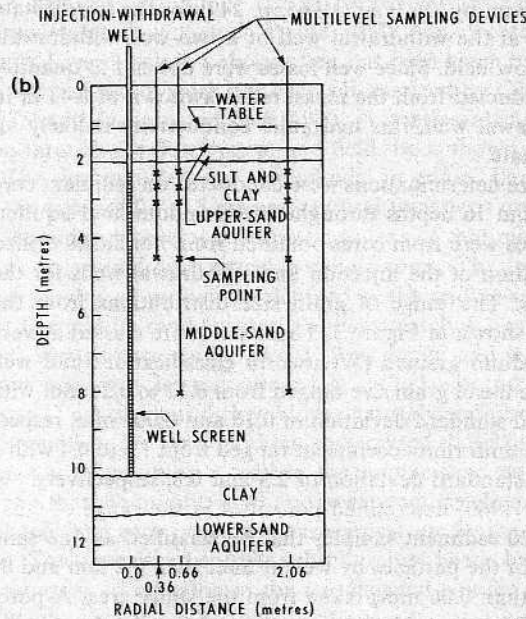 INJECTION-WITHDRAWAL
WELL
MULTILEVEL SAMPLING DEVICES
(b)
0
WATER
TABLE
2
SILT AND
CLAY
UPPER-SAND
AQUIFER
4
SAMPLING
POINT
DEPTH (metres)
6
MIDDLE-SAND
AQUIFER
8
WELL SCREEN
10
CLAY
LOWER-SAND
AQUIFER
12
0.0
0.66
2.06
0.36
RADIAL DISTANCE (metres)